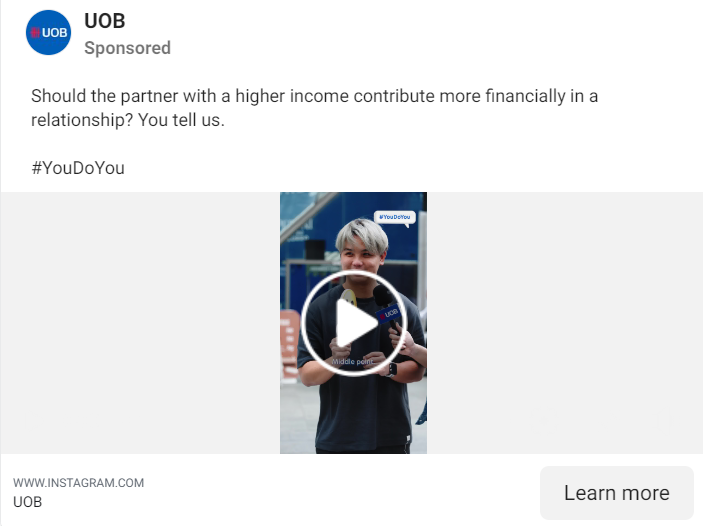 UOB
UOB
Sponsored
Should the partner with a higher income contribute more financially in a
relationship? You tell us.
#YouDoYou
#YouDoYou
UOB
Middle point
WWW.INSTAGRAM.COM
UOB
Learn more